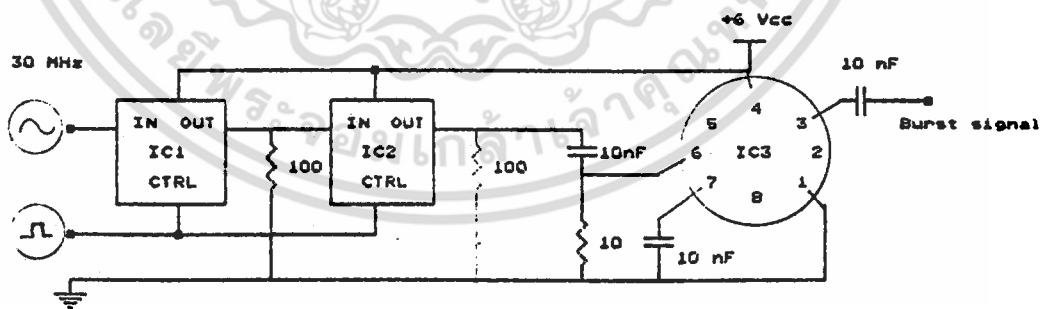 +6 Vcc
30 MHz
10 nF
IN OUT
IC1
CTRL
100
IN OUT
IC2
CTRL
100
10nF
10
10 nF
4
5
3
6
IC3
2
7
1
8
Burst signal